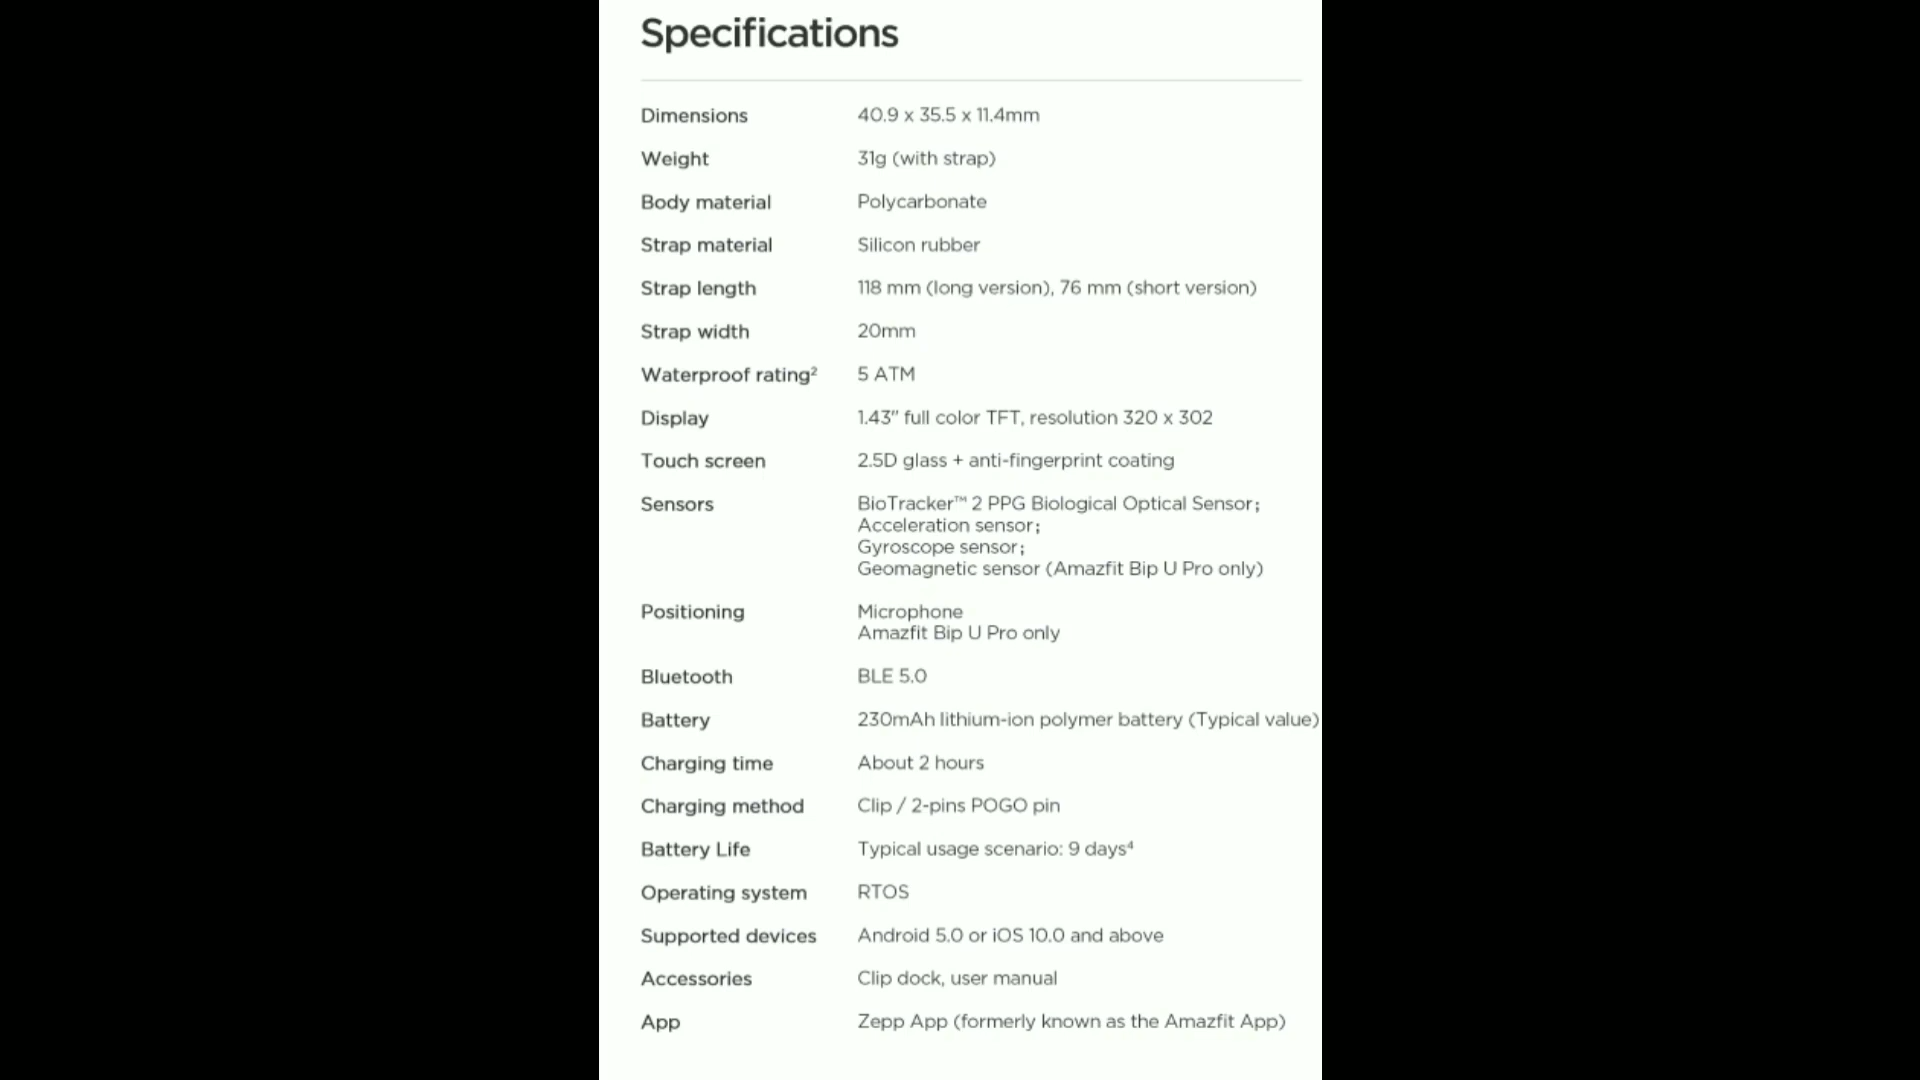 Specifications
Dimensions 40.9 x 35.5 x 11.4mm
Weight 31g (with strap)
Body material Polycarbonate
Strap material Silicon rubber
Strap length 118 mm (long version), 76 mm (short version)
Strap width 20mm
Waterproof rating² 5 ATM
Display 1.43" full color TFT, resolution 320 x 302
Touch screen 2.5D glass + anti-fingerprint coating
Sensors BioTracker™ 2 PPG Biological Optical Sensor;
Acceleration sensor;
Gyroscope sensor;
Geomagnetic sensor (Amazfit Bip U Pro only)
Positioning Microphone
Amazfit Bip U Pro only
Bluetooth BLE 5.0
Battery 230mAh lithium-ion polymer battery (Typical value)
Charging time About 2 hours
Charging method Clip / 2-pins POGO pin
Battery Life Typical usage scenario: 9 days⁴
Operating system RTOS
Supported devices Android 5.0 or iOS 10.0 and above
Accessories Clip dock, user manual
App Zepp App (formerly known as the Amazfit App)